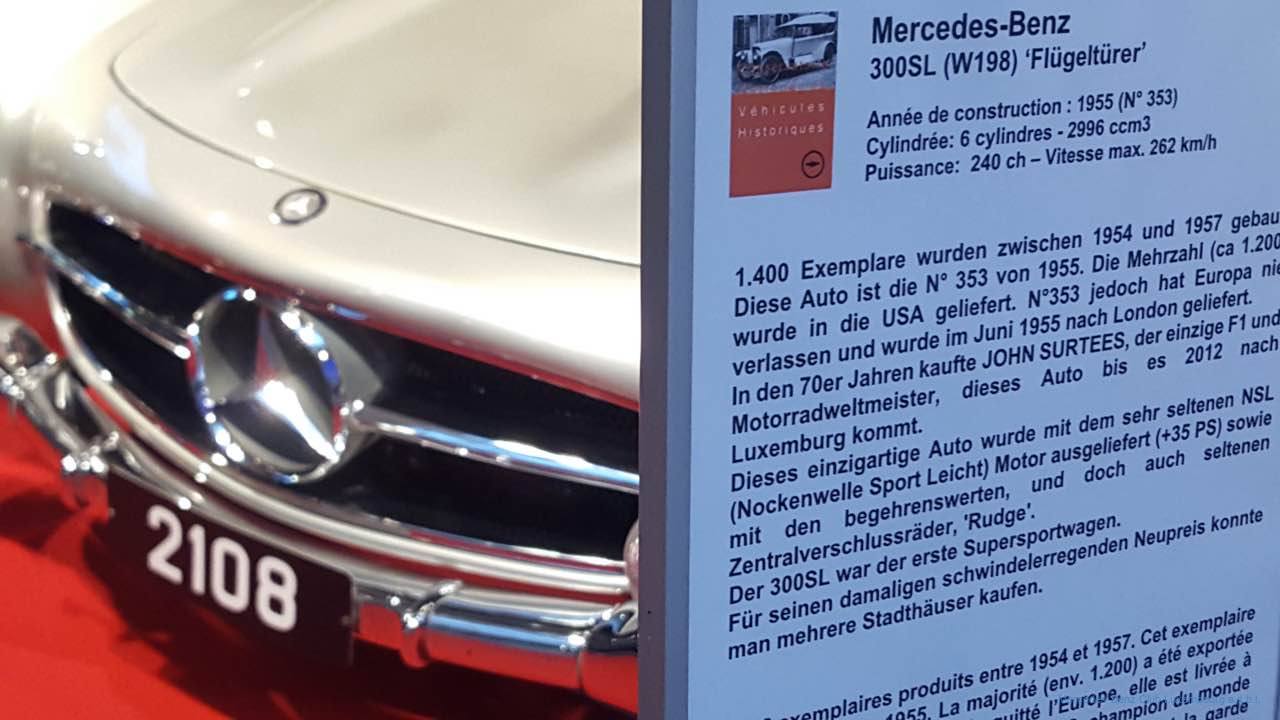 2108
Véhicules
Historiques
Mercedes-Benz
300SL (W198) ‘Flügeltürer’
Année de construction : 1955 (N° 353)
Cylindrée: 6 cylindres - 2996 ccm3
Puissance: 240 ch – Vitesse max. 262 km/h
1.400 Exemplare wurden zwischen 1954 und 1957 gebau
Diese Auto ist die N° 353 von 1955. Die Mehrzahl (ca 1.200
wurde in die USA geliefert. N°353 jedoch hat Europa nie
verlassen und wurde im Juni 1955 nach London geliefert.
In den 70er Jahren kaufte JOHN SURTEES, der einzige F1 und
Motorradweltmeister, dieses Auto bis es 2012 nach
Luxemburg kommt.
Dieses einzigartige Auto wurde mit dem sehr seltenen NSL
(Nockenwelle Sport Leicht) Motor ausgeliefert (+35 PS) sowie
mit den begehrenswerten, und doch auch seltenen
Zentralverschlussräder, 'Rudge'.
Der 300SL war der erste Supersportwagen.
Für seinen damaligen schwindelerregenden Neupreis konnte
man mehrere Stadthäuser kaufen.
exemplaires produits entre 1954 et 1957. Cet exemplaire
1955. La majorité (env. 1.200) a été exportée
quitté l’Europe, elle est livrée à
champion du monde
la garde